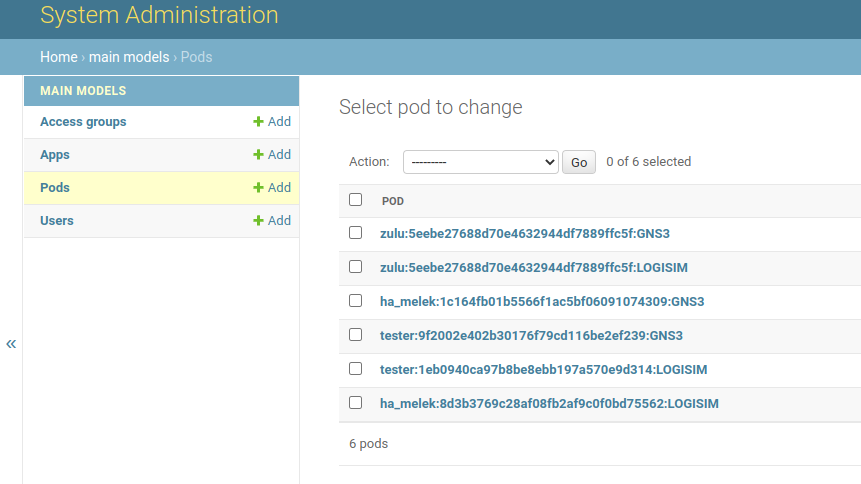 System Administration
Home › main models › Pods
MAIN MODELS
Access groups + Add
Apps + Add
Pods + Add
Users + Add
«
Select pod to change
Action: --------- Go 0 of 6 selected
POD
zulu:5eebe27688d70e4632944df7889ffc5f:GNS3
zulu:5eebe27688d70e4632944df7889ffc5f:LOGISIM
ha_melek:1c164fb01b5566f1ac5bf06091074309:GNS3
tester:9f2002e402b30176f79cd116be2ef239:GNS3
tester:1eb0940ca97b8be8ebb197a570e9d314:LOGISIM
ha_melek:8d3b3769c28af08fb2af9c0f0bd75562:LOGISIM
6 pods